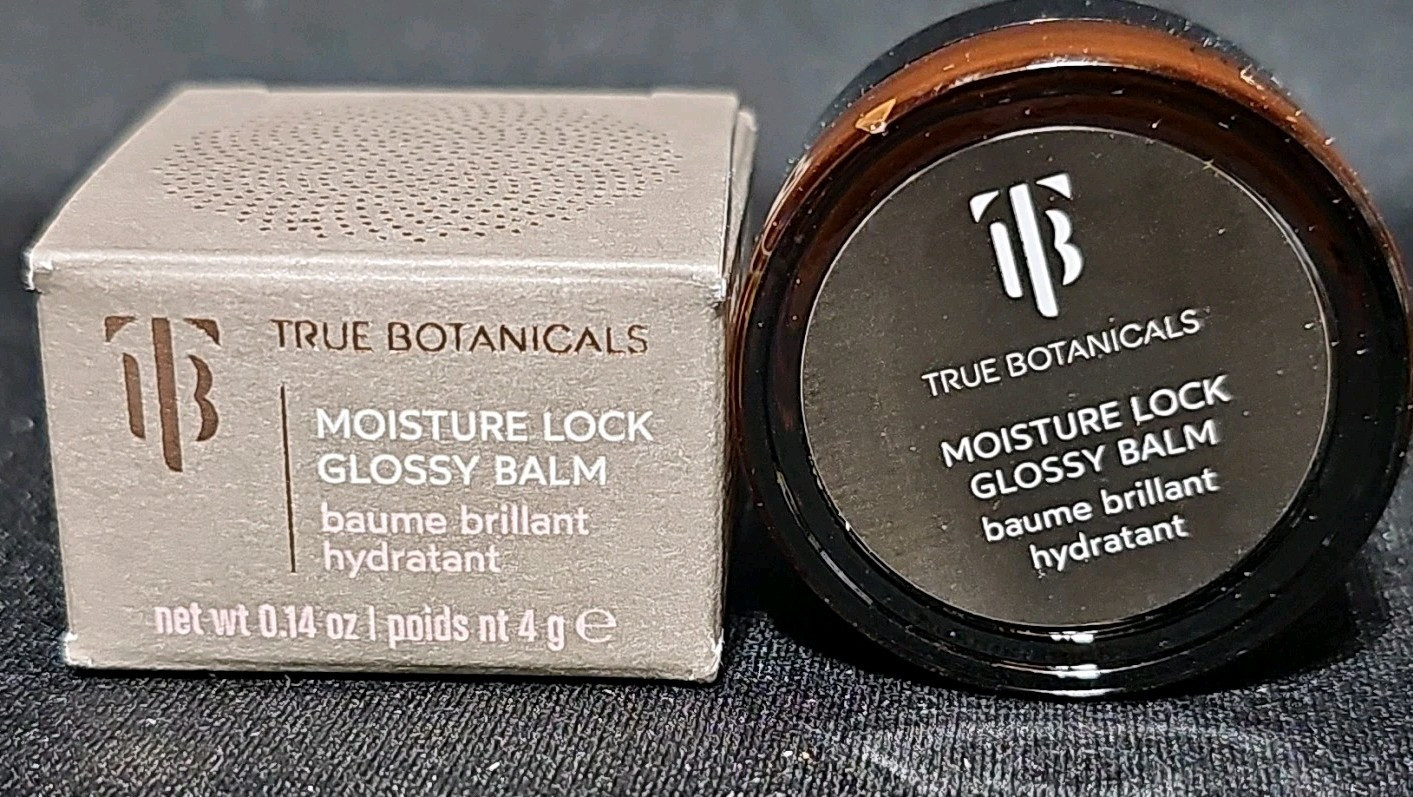 TB
TRUE BOTANICALS
MOISTURE LOCK
GLOSSY BALM
baume brillant
hydratant
net wt 0.14 oz | poids nt 4 g ℮
TB
TRUE BOTANICALS
MOISTURE LOCK
GLOSSY BALM
baume brillant
hydratant